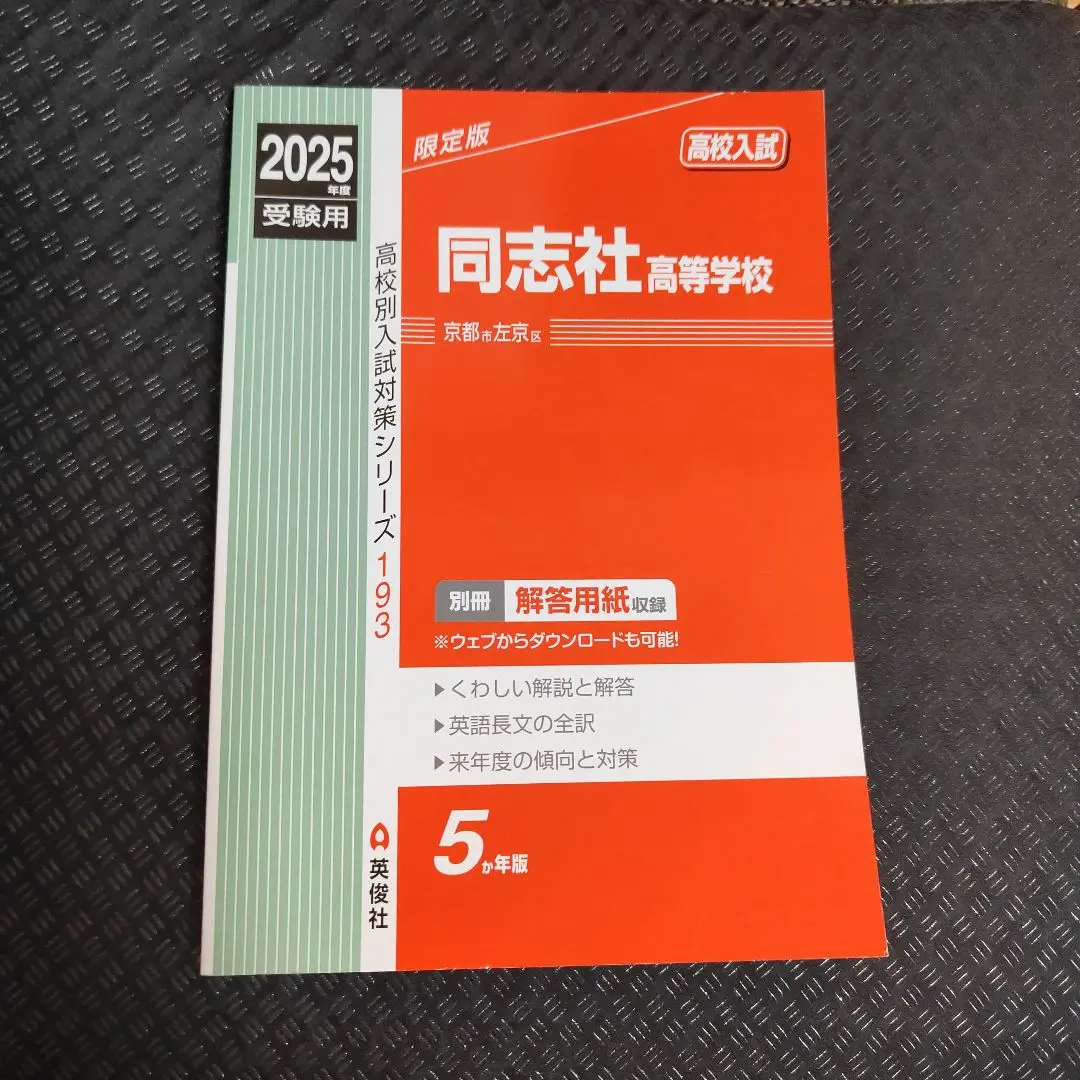 2025
年度
受験用
高校別入試対策シリーズ193
英俊社
限定版
高校入試
同志社高等学校
京都市左京区
別冊 解答用紙収録
※ウェブからダウンロードも可能!
▶くわしい解説と解答
▶英語長文の全訳
▶来年度の傾向と対策
5か年版